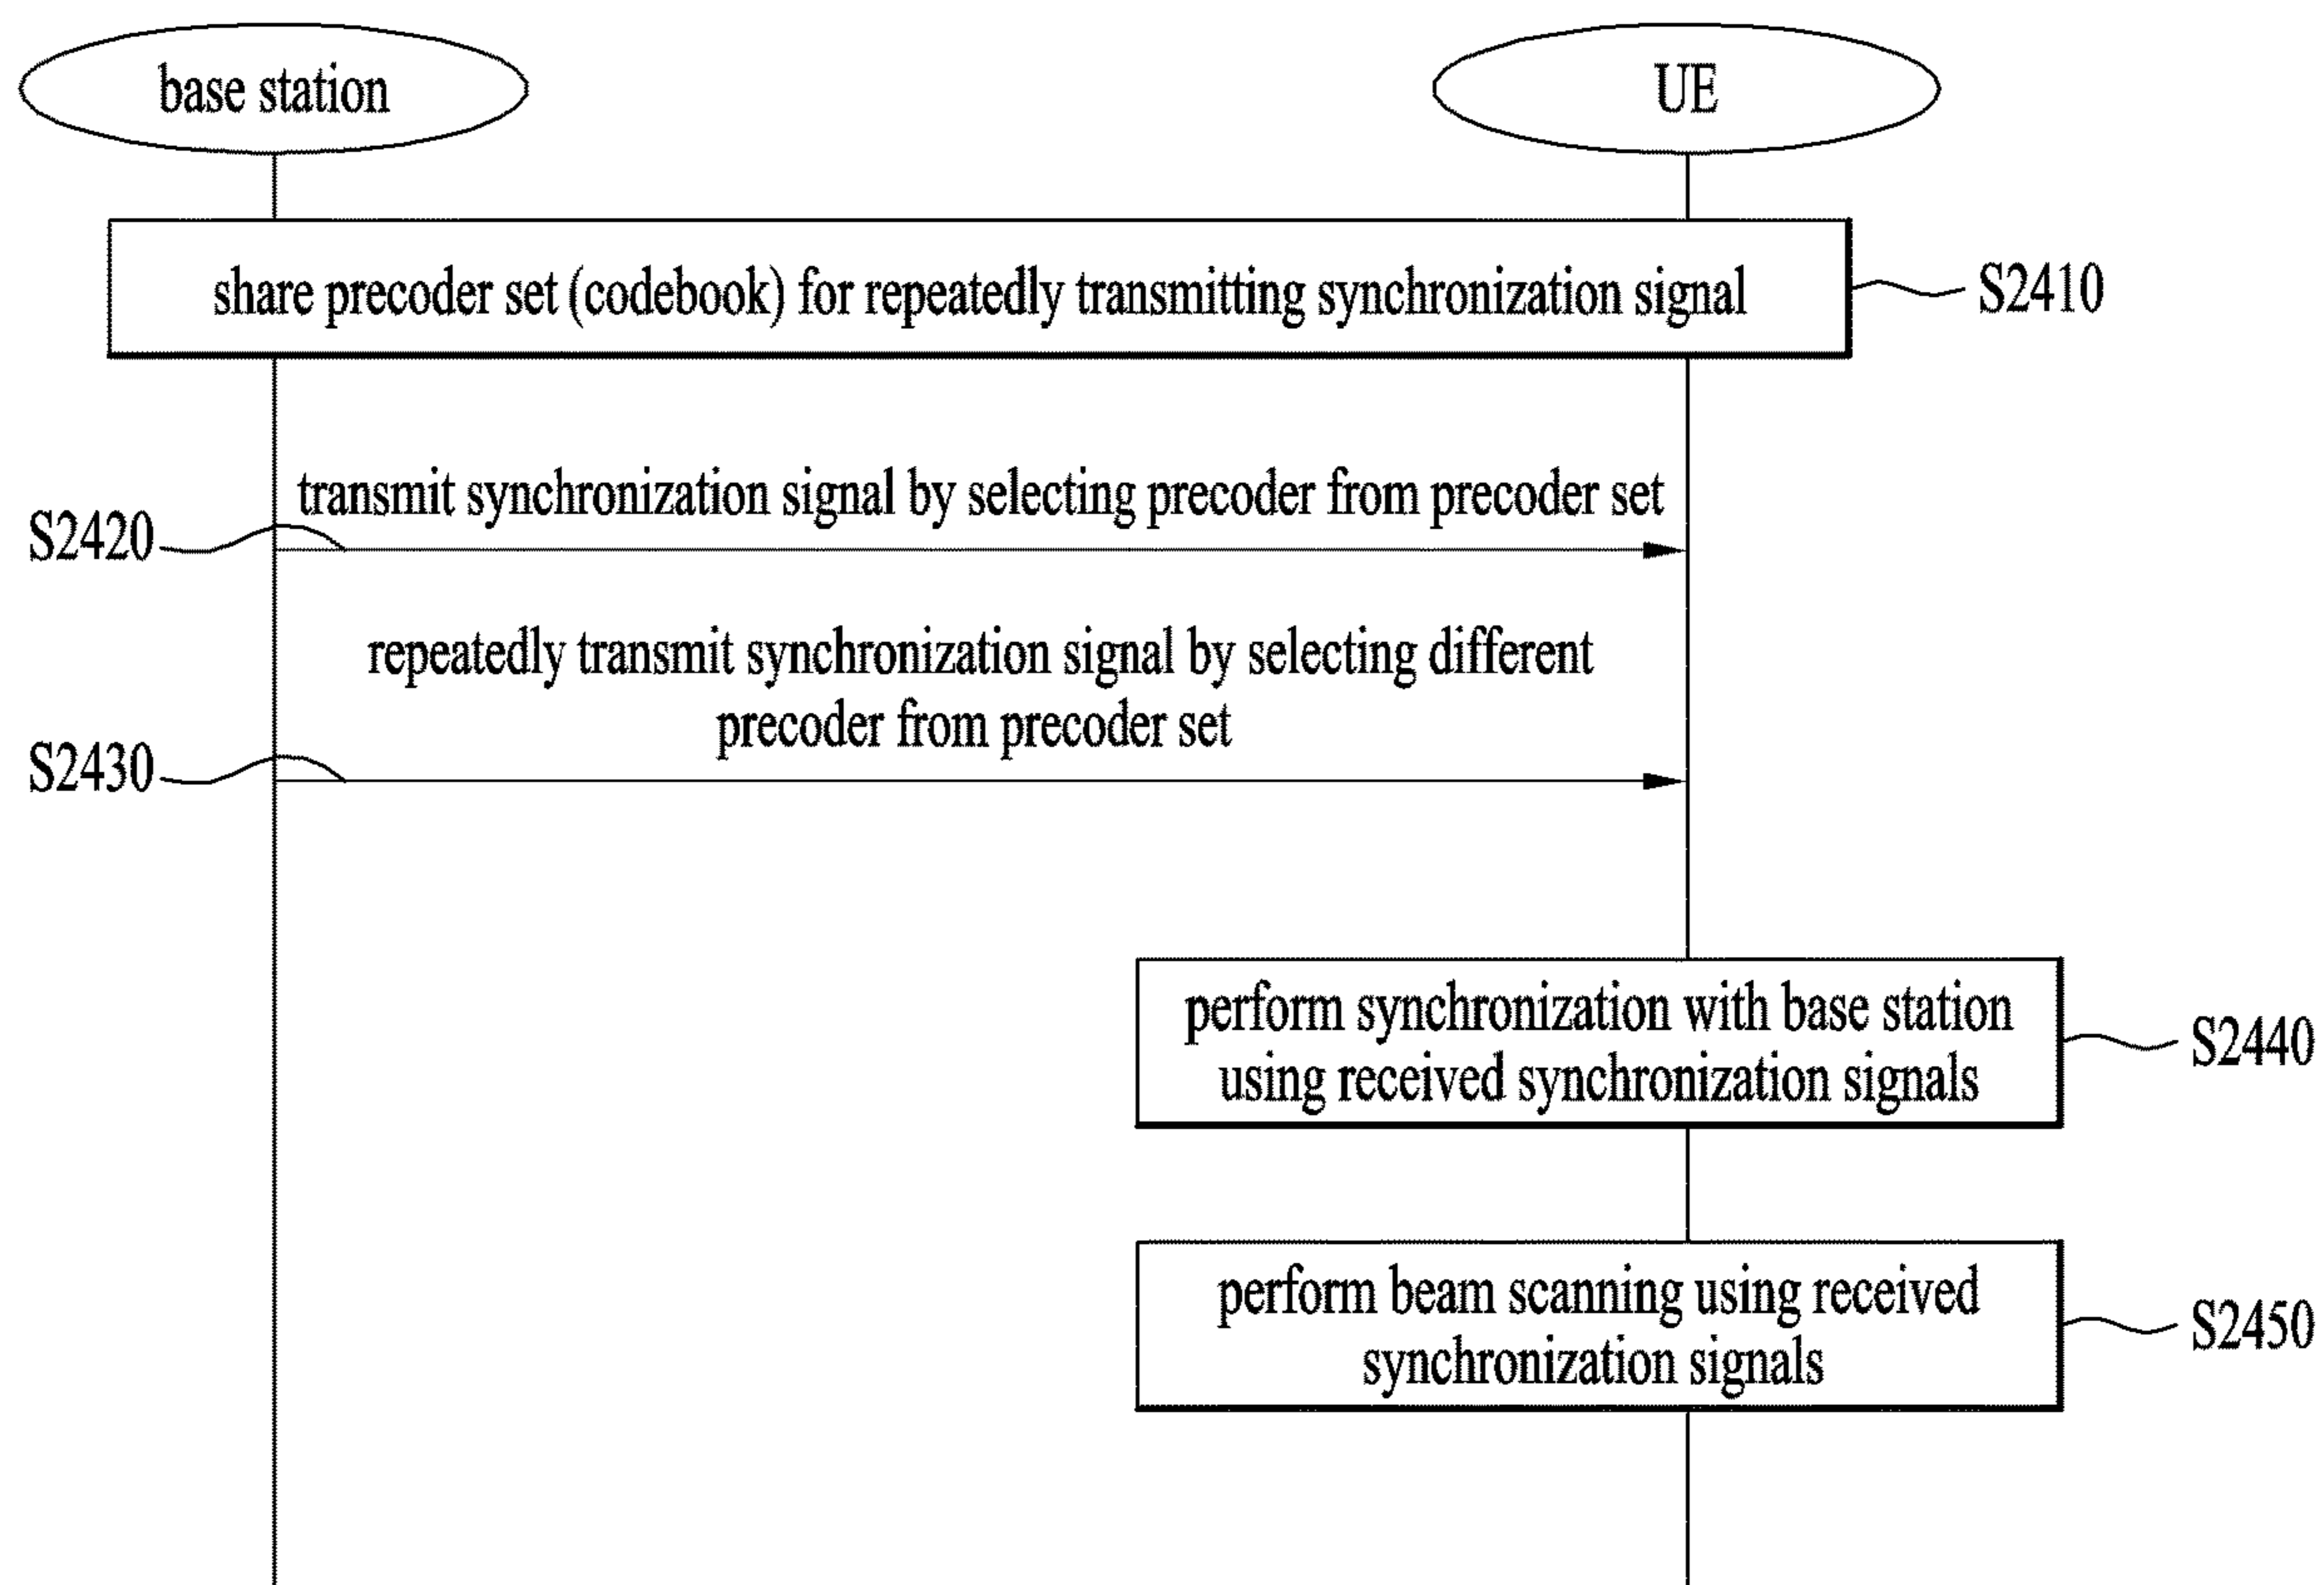 base station
UE
share precoder set (codebook) for repeatedly transmitting synchronization signal
S2410
transmit synchronization signal by selecting precoder from precoder set
S2420
repeatedly transmit synchronization signal by selecting different
precoder from precoder set
S2430
perform synchronization with base station
using received synchronization signals
S2440
perform beam scanning using received
synchronization signals
S2450